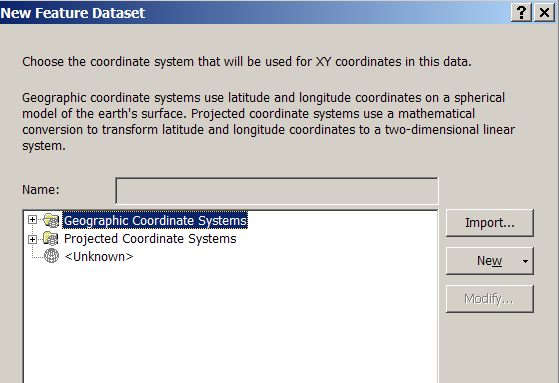 New Feature Dataset
? X
Choose the coordinate system that will be used for XY coordinates in this data.
Geographic coordinate systems use latitude and longitude coordinates on a spherical
model of the earth's surface. Projected coordinate systems use a mathematical
conversion to transform latitude and longitude coordinates to a two-dimensional linear
system.
Name:
Geographic Coordinate Systems
Projected Coordinate Systems
<Unknown>
Import...
New
Modify...